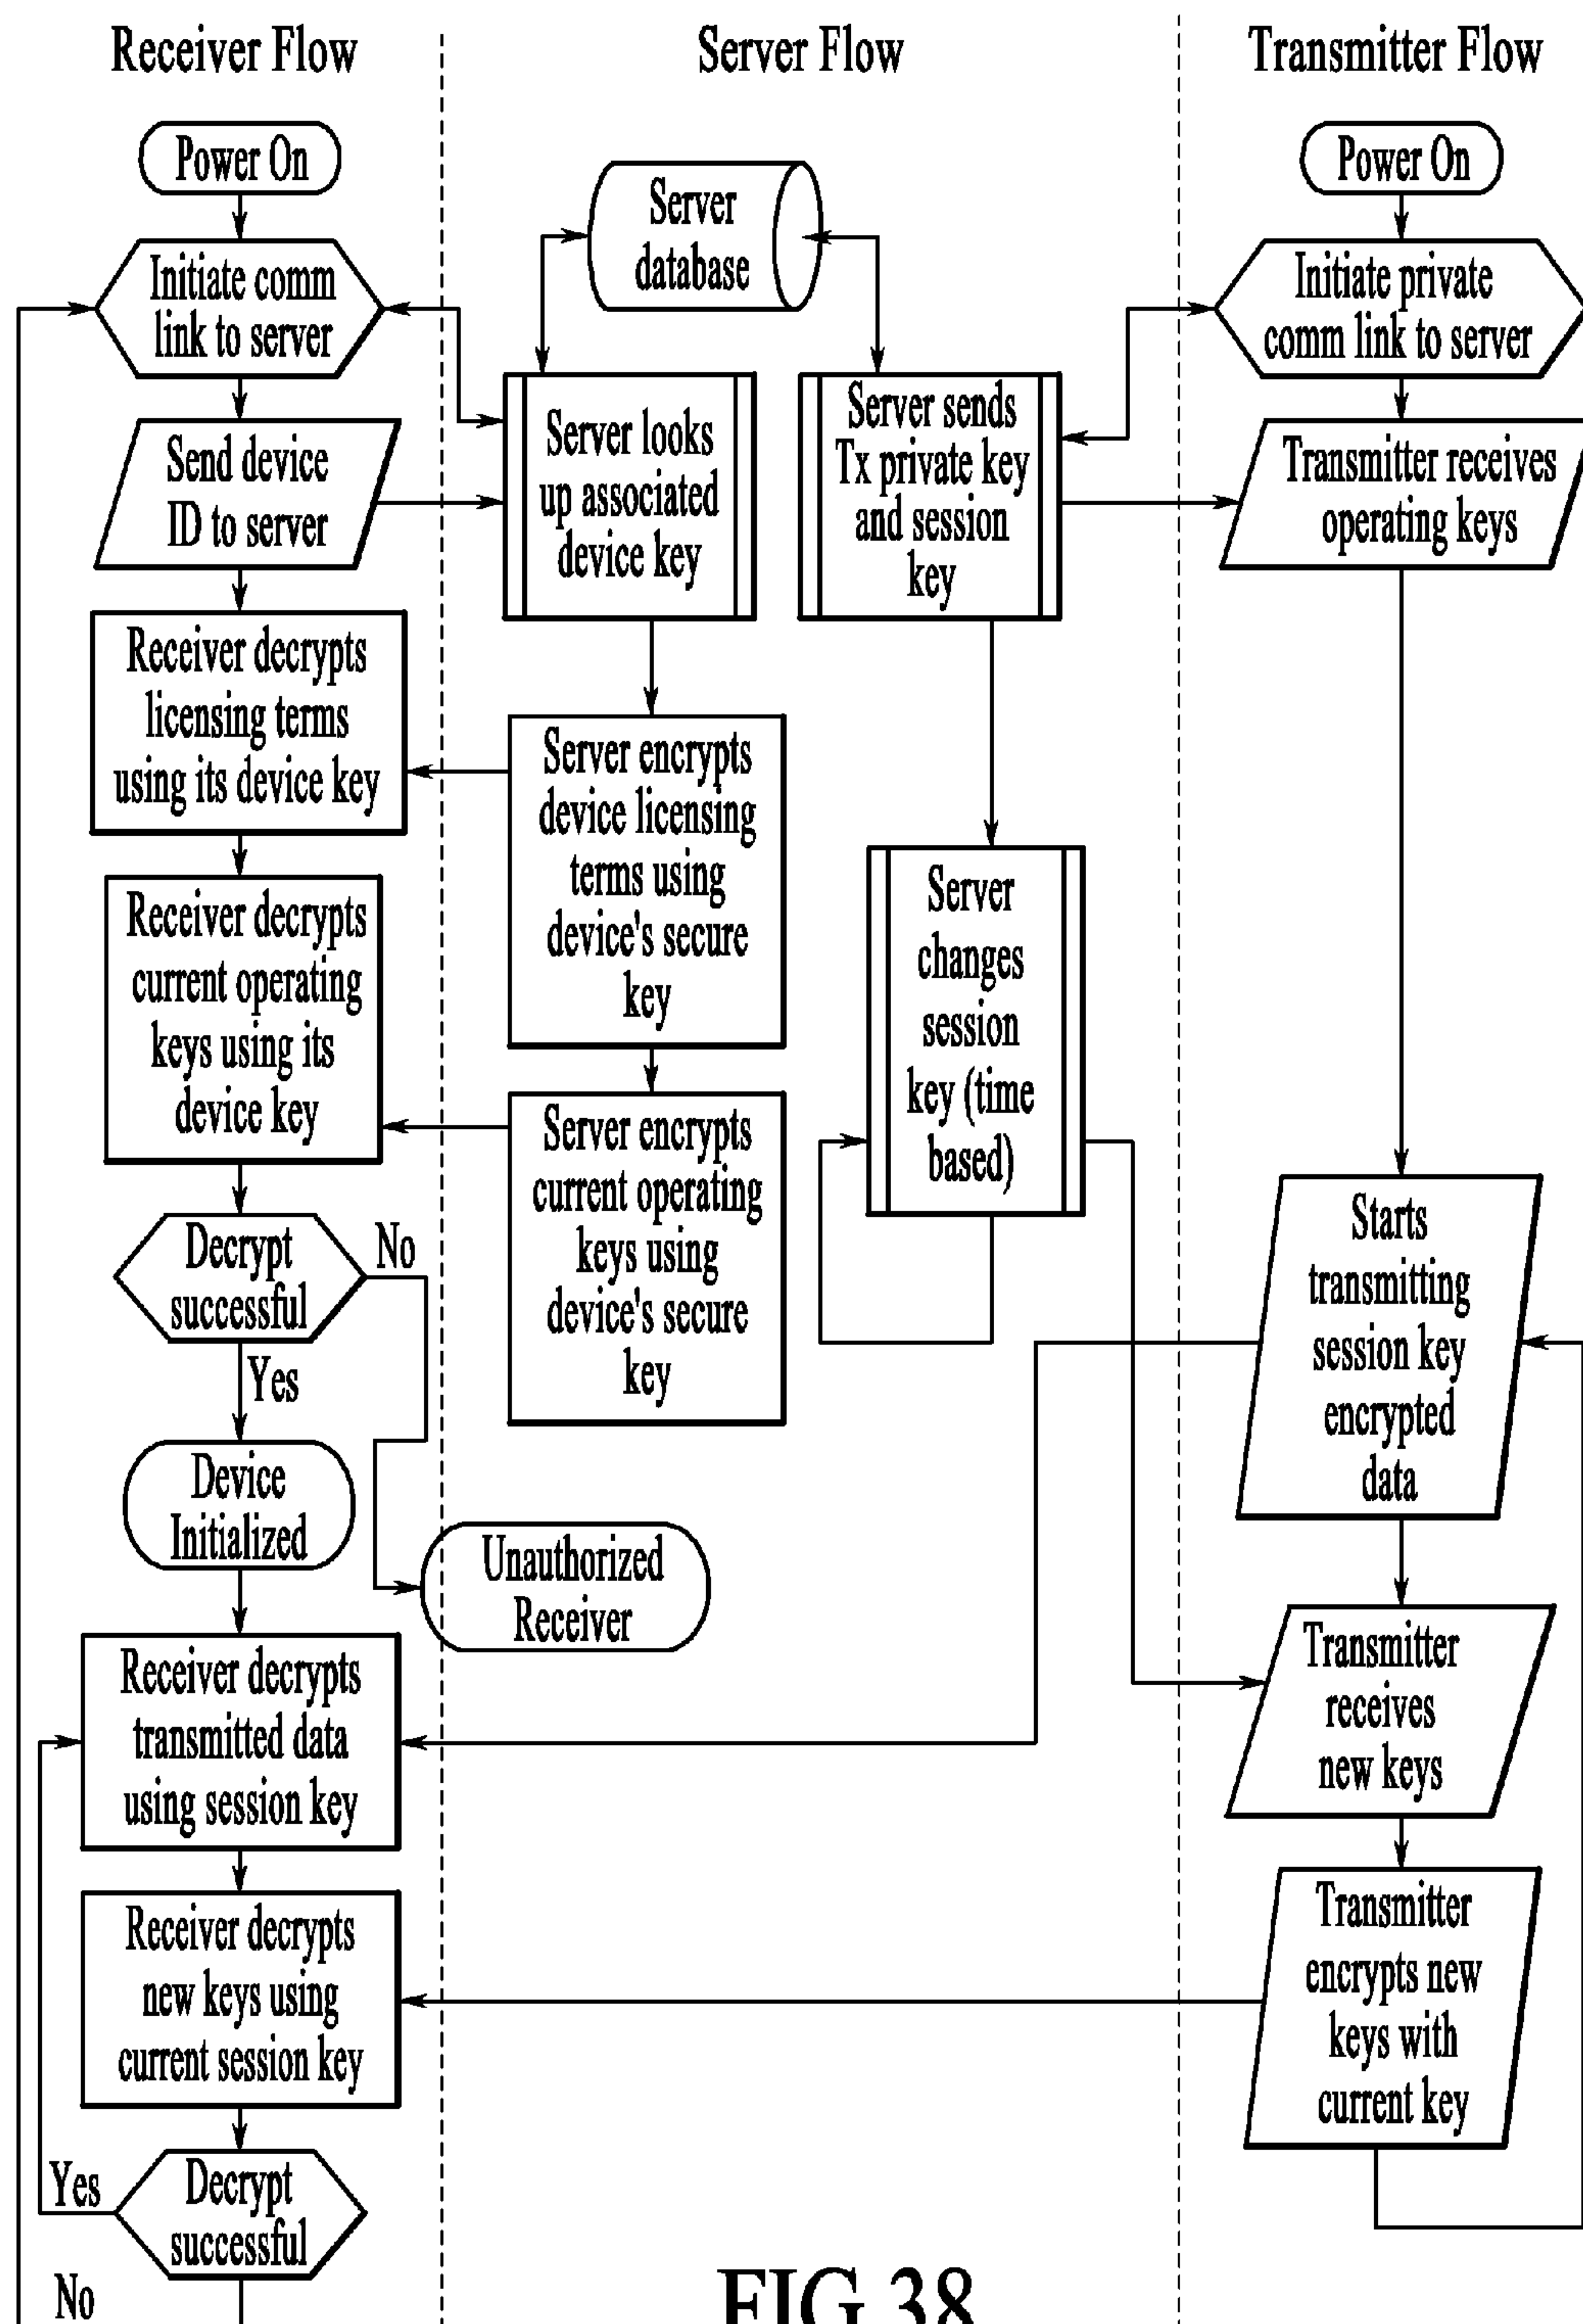 Receiver Flow
Server Flow
Transmitter Flow
Power On
Initiate comm
link to server
Send device
ID to server
Receiver decrypts
licensing terms
using its device key
Receiver decrypts
current operating
keys using its
device key
Decrypt
successful
No
Yes
Device
Initialized
Unauthorized
Receiver
Receiver decrypts
transmitted data
using session key
Receiver decrypts
new keys using
current session key
Decrypt
successful
Yes
No
Server
database
Server looks
up associated
device key
Server encrypts
device licensing
terms using
device's secure
key
Server encrypts
current operating
keys using
device's secure
key
Server sends
Tx private key
and session
key
Server
changes
session
key (time
based)
Power On
Initiate private
comm link to server
Transmitter receives
operating keys
Starts
transmitting
session key
encrypted
data
Transmitter
receives
new keys
Transmitter
encrypts new
keys with
current key
FIG.38